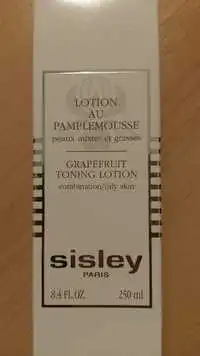 LOTION
AU
PAMPLEMOUSSE
peaux mixtes et grasses
GRAPEFRUIT
TONING LOTION
combination/oily skin
sisley
PARIS
8.4 FL.OZ. 250 ml